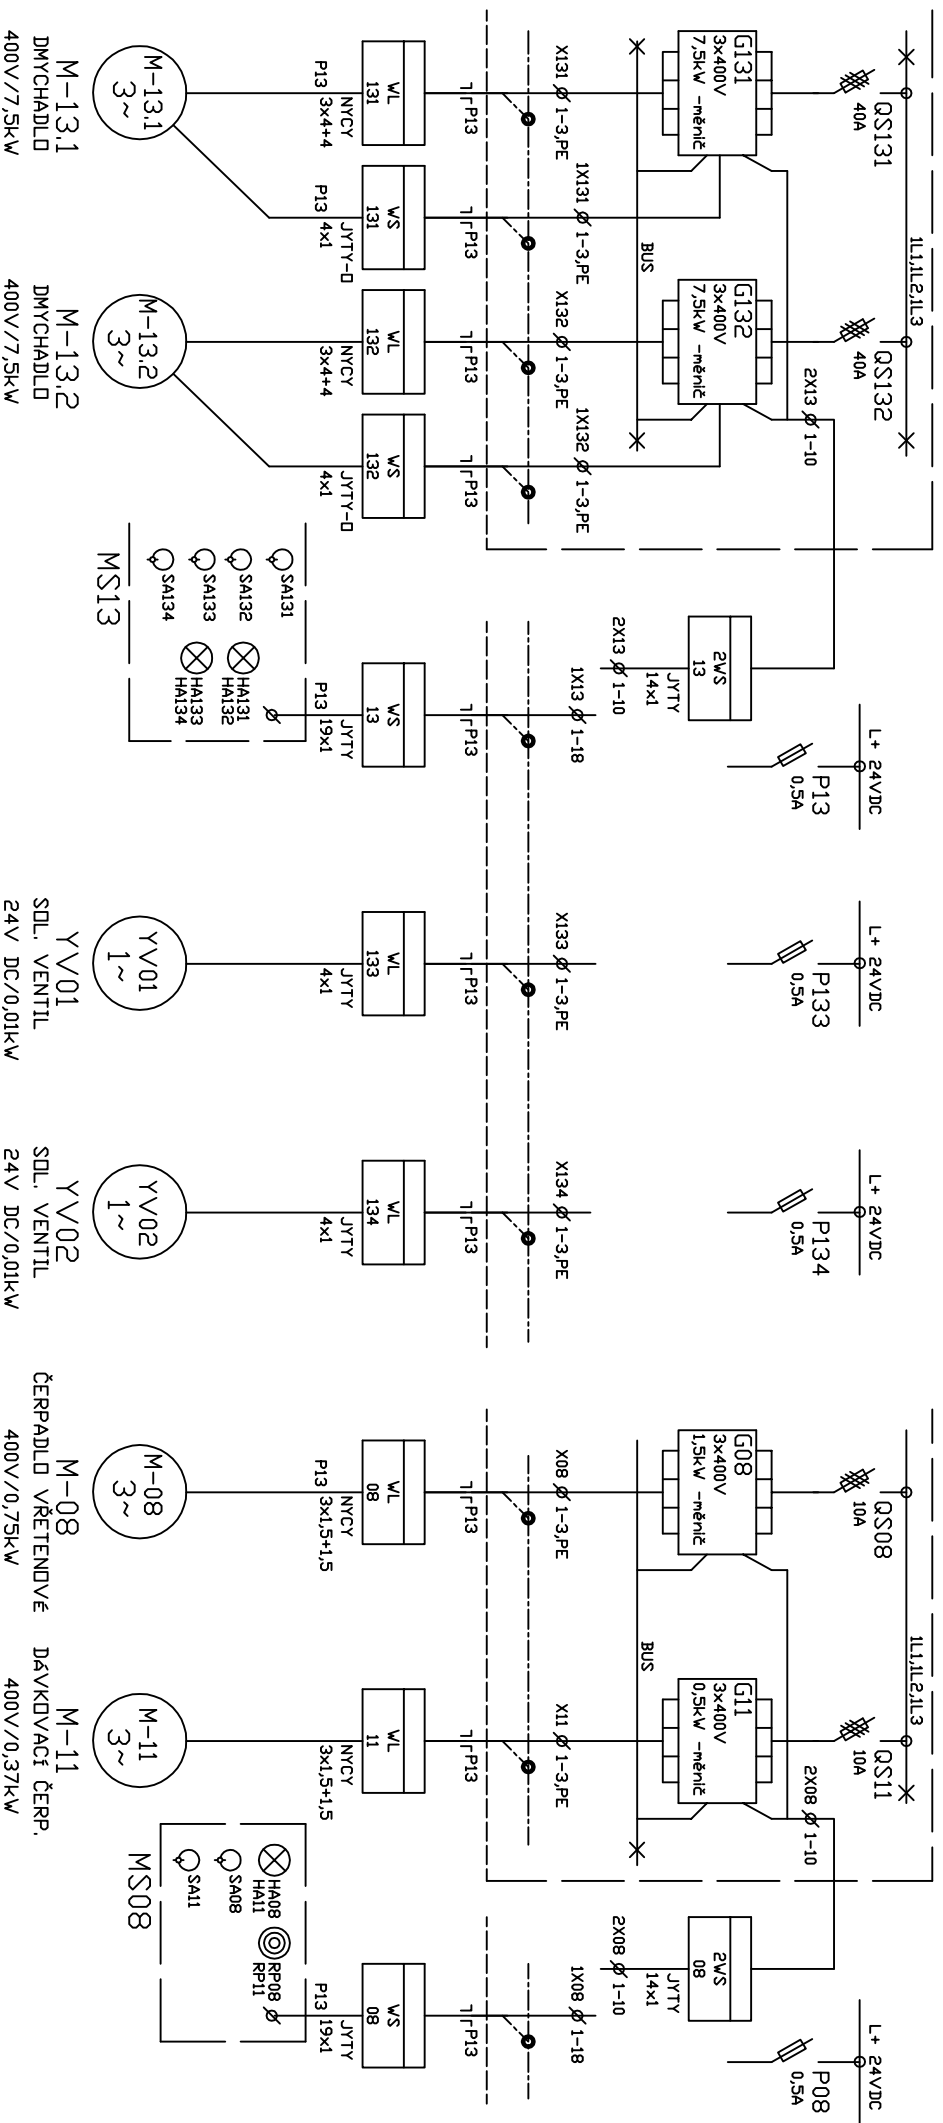 1L1,1L2,1L3
QS131
40A
G131
3x400V
7,5kW -měnič
X131
1-3,PE
1X131
1-3,PE
P13
P13
WL
131
NYCY
P13 3x4+4
WS
131
JYTY-O
P13 4x1
M-13.1
3~
M-13.1
DMYCHADLO
400V/7,5kW
QS132
40A
2X13
1-10
G132
3x400V
7,5kW -měnič
BUS
X132
1-3,PE
1X132
1-3,PE
P13
P13
WL
132
NYCY
3x4+4
WS
132
JYTY-O
4x1
M-13.2
3~
M-13.2
DMYCHADLO
400V/7,5kW
2WS
13
JYTY
14x1
2X13
1-10
L+ 24VDC
P13
0,5A
1X13
1-18
P13
WS
13
JYTY
P13 19x1
SA131
SA132
SA133
SA134
HA131
HA132
HA133
HA134
MS13
L+ 24VDC
P133
0,5A
X133
1-3,PE
P13
WL
133
JYTY
4x1
YV01
1~
YV01
SOL. VENTIL
24V DC/0,01kW
L+ 24VDC
P134
0,5A
X134
1-3,PE
P13
WL
134
JYTY
4x1
YV02
1~
YV02
SOL. VENTIL
24V DC/0,01kW
1L1,1L2,1L3
QS08
10A
G08
3x400V
1,5kW -měnič
X08
1-3,PE
P13
WL
08
NYCY
P13 3x1,5+1,5
M-08
3~
M-08
ČERPADLO VŘETENOVÉ
400V/0,75kW
QS11
10A
2X08
1-10
G11
3x400V
0,5kW -měnič
BUS
X11
1-3,PE
P13
WL
11
NYCY
3x1,5+1,5
M-11
3~
M-11
DÁVKOVACÍ ČERP.
400V/0,37kW
2WS
08
JYTY
14x1
2X08
1-10
L+ 24VDC
P08
0,5A
1X08
1-18
P13
WS
08
JYTY
P13 19x1
HA08
HA11
RP08
RP11
SA08
SA11
MS08